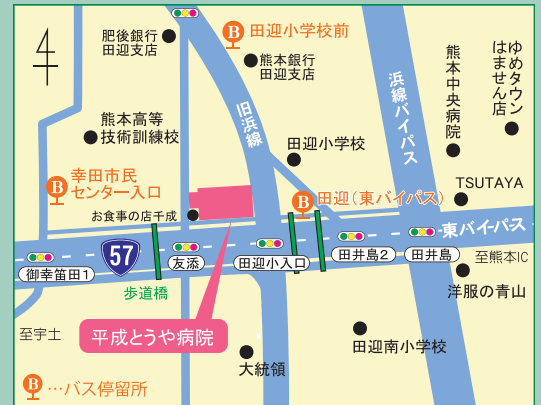 肥後銀行
田迎支店
B 田迎小学校前
熊本銀行
田迎支店
旧浜線
浜線バイパス
熊本中央病院
ゆめタウン
はません店
熊本高等
技術訓練校
田迎小学校
B 幸田市民
センター入口
B 田迎(東バイパス)
TSUTAYA
お食事の店千成
東バイパス
57
御幸笛田1
友添
田迎小入口
田井島2
田井島
至熊本IC
歩道橋
洋服の青山
至宇土
平成とうや病院
田迎南小学校
大統領
B …バス停留所